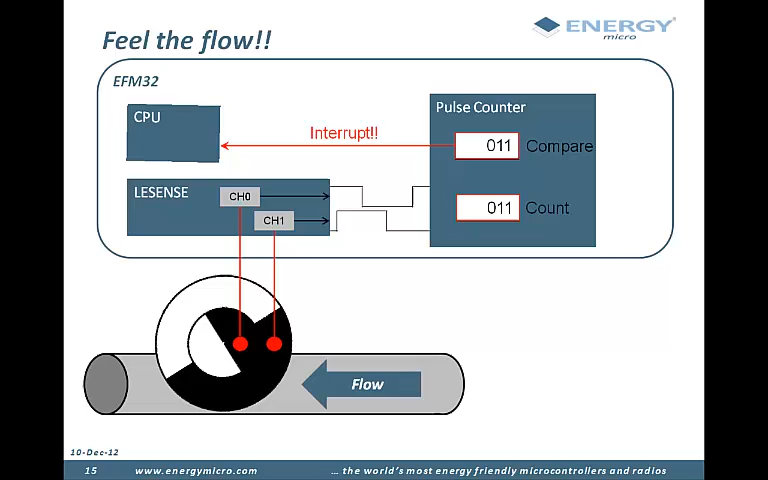 Feel the flow!!
ENERGY®
micro
EFM32
CPU
Interrupt!!
Pulse Counter
011 Compare
LESENSE
CH0
CH1
011 Count
Flow
10-Dec-12
15 www.energymicro.com ... the world's most energy friendly microcontrollers and radios